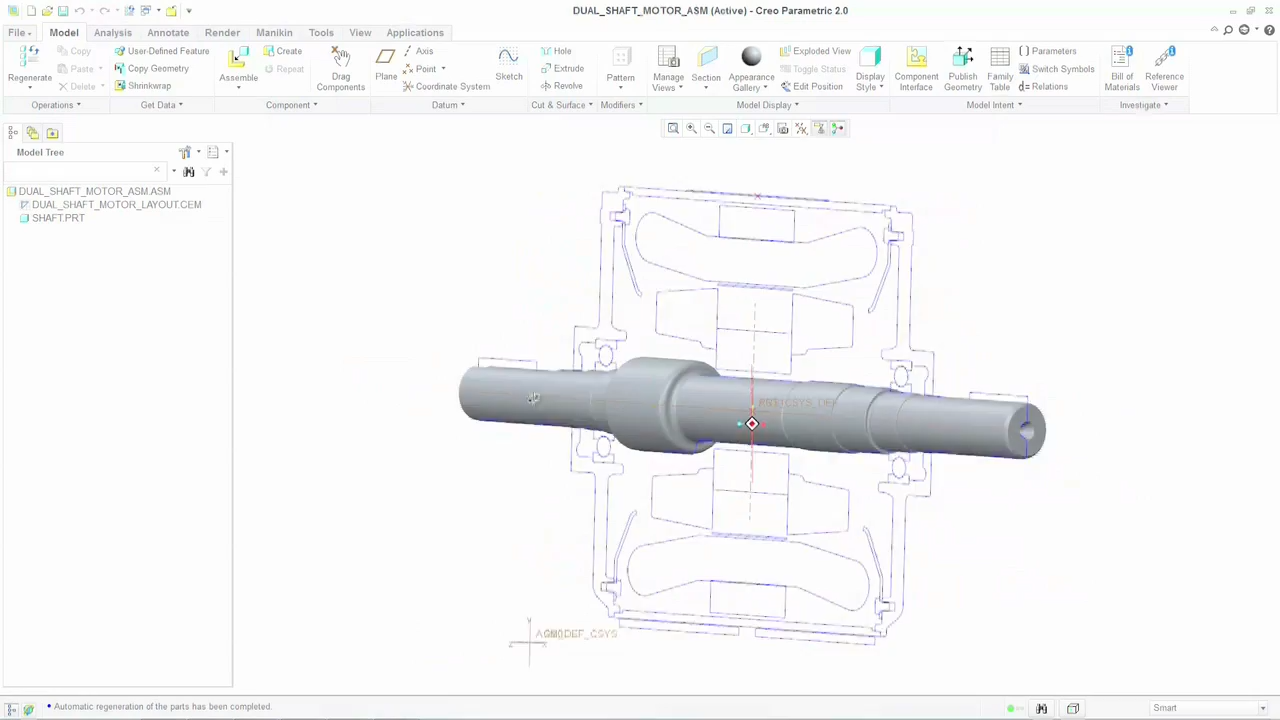 DUAL_SHAFT_MOTOR_ASM (Active) - Creo Parametric 2.0
File Model Analysis Annotate Render Manikin Tools View Applications
Regenerate
Copy
Paste
Delete
Operations
User-Defined Feature
Copy Geometry
Shrinkwrap
Get Data
Assemble
Create
Repeat
Drag
Components
Component
Plane
Axis
Point
Coordinate System
Sketch
Datum
Hole
Extrude
Revolve
Cut & Surface
Pattern
Modifiers
Manage
Views
Section
Appearance
Gallery
Exploded View
Toggle Status
Edit Position
Display
Style
Model Display
Component
Interface
Publish
Geometry
Family
Table
Parameters
Switch Symbols
Relations
Model Intent
Bill of
Materials
Reference
Viewer
Investigate
Model Tree
DUAL_SHAFT_MOTOR_ASM.ASM
MOTOR_LAYOUT.CEM
SHAFT.PRT
Automatic regeneration of the parts has been completed.
Smart